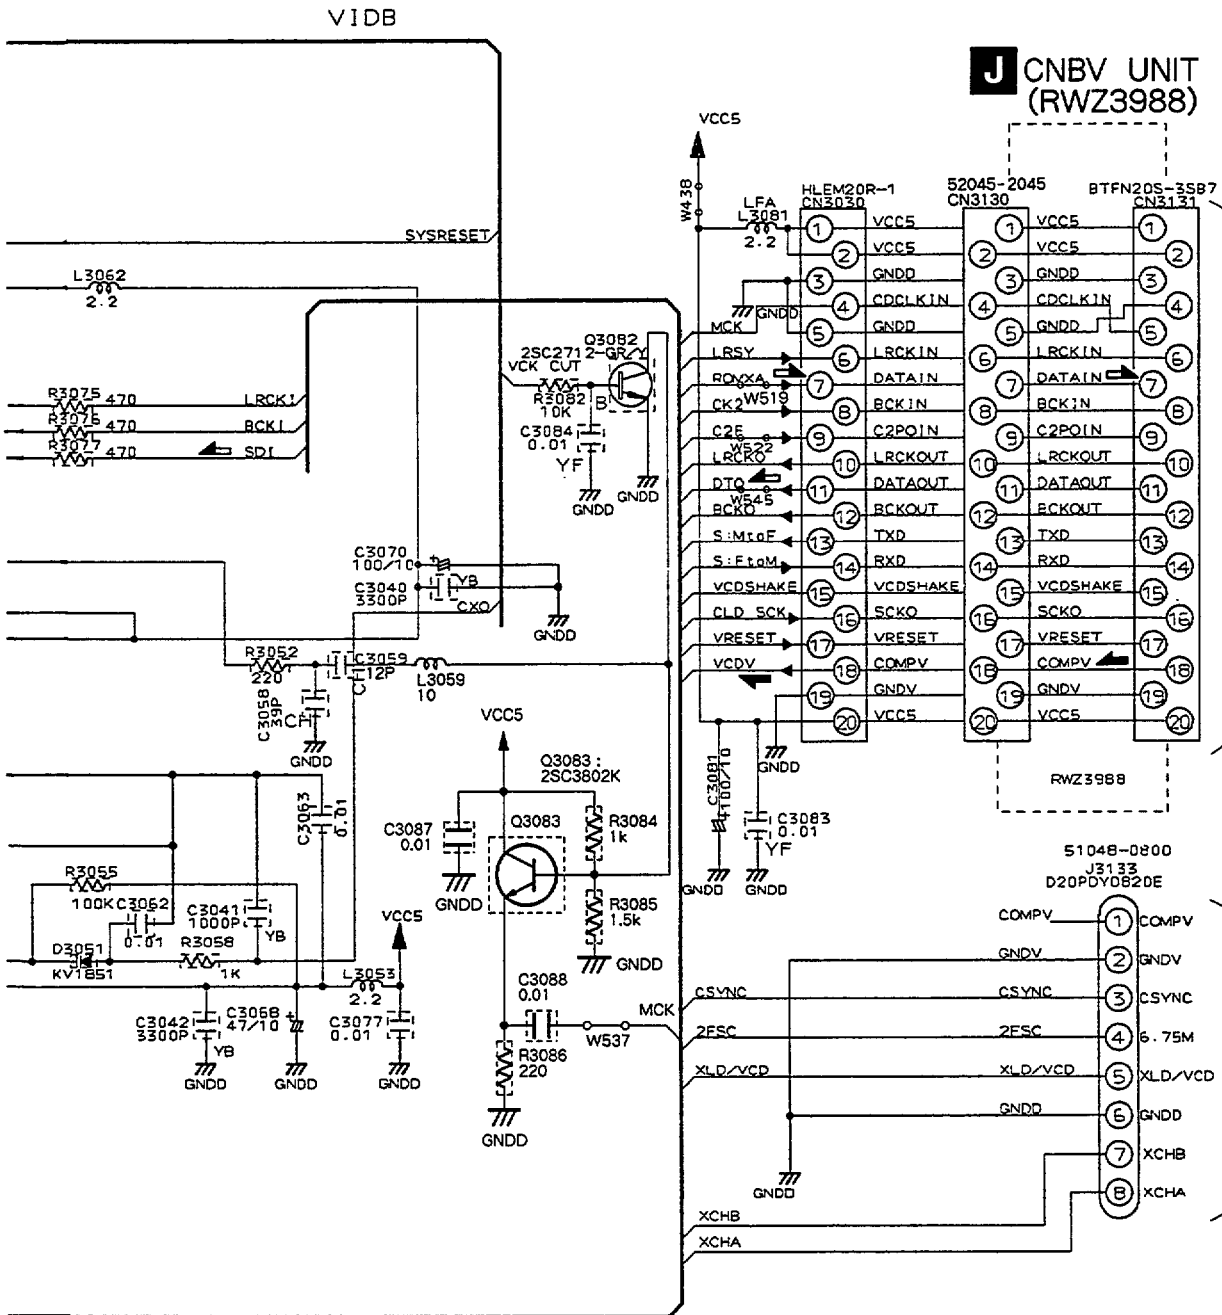 VIDB
J CNBV UNIT
(RWZ3988)
VCC5
W438
LFA
L3081
2.2
HLEM20R-1
CN3030
52045-2045
CN3130
BTFN20S-3SB7
CN3131
SYSRESET
L3062
2.2
1 VCC5 1 VCC5 1
2 VCC5 2 VCC5 2
3 GNDD 3 GNDD 3
GNDD
4 CDCLKIN 4 CDCLKIN 4
MCK 5 GNDD 5 GNDD 5
LRSY 6 LRCKIN 6 LRCKIN 6
7 DATAIN 7 DATAIN 7
W519
CK2 8 BCKIN 8 BCKIN 8
9 C2POIN 9 C2POIN 9
W522
LRCKO 10 LRCKOUT 10 LRCKOUT 10
DTO 11 DATAOUT 11 DATAOUT 11
W545
BCKO 12 BCKOUT 12 BCKOUT 12
S:MtoF 13 TXD 13 TXD 13
S:FtoM 14 RXD 14 RXD 14
VCDSHAKE 15 VCDSHAKE 15 VCDSHAKE 15
CLD SCK 16 SCKO 16 SCKO 16
VRESET 17 VRESET 17 VRESET 17
VCDV 18 COMPV 18 COMPV 18
19 GNDV 19 GNDV 19
20 VCC5 20 VCC5 20
Q3082
2SC2712-GR/Y
VCK CUT
R3082
10K
B
C3084
0.01
YF
GNDD
GNDD
R3075 470 LRCKI
R3076 470 BCKI
R3077 470 SDI
C3070
100/10
C3040
3300P
YB
CXO
GNDD
R3052
220
C3059
12P
CH
L3059
10
C3058
39P
CH
GNDD
VCC5
Q3083 :
2SC3802K
C3081
100/10
GNDD
GNDD
C3083
0.01
YF
GNDD
RWZ3988
C3063
0.01
C3087
0.01
GNDD
Q3083
R3084
1k
R3085
1.5k
GNDD
R3055
100K
C3062
0.01
C3041
1000P
YB
D3051
KV1851
R3058
1K
VCC5
L3053
2.2
C3042
3300P
YB
GNDD
C3068
47/10
GNDD
C3077
0.01
GNDD
C3088
0.01
W537
MCK
R3086
220
GNDD
51048-0800
J3133
D20PDY0820E
COMPV 1 COMPV
GNDV 2 GNDV
CSYNC CSYNC 3 CSYNC
2FSC 2FSC 4 6.75M
XLD/VCD XLD/VCD 5 XLD/VCD
GNDD 6 GNDD
7 XCHB
8 XCHA
GNDD
XCHB
XCHA